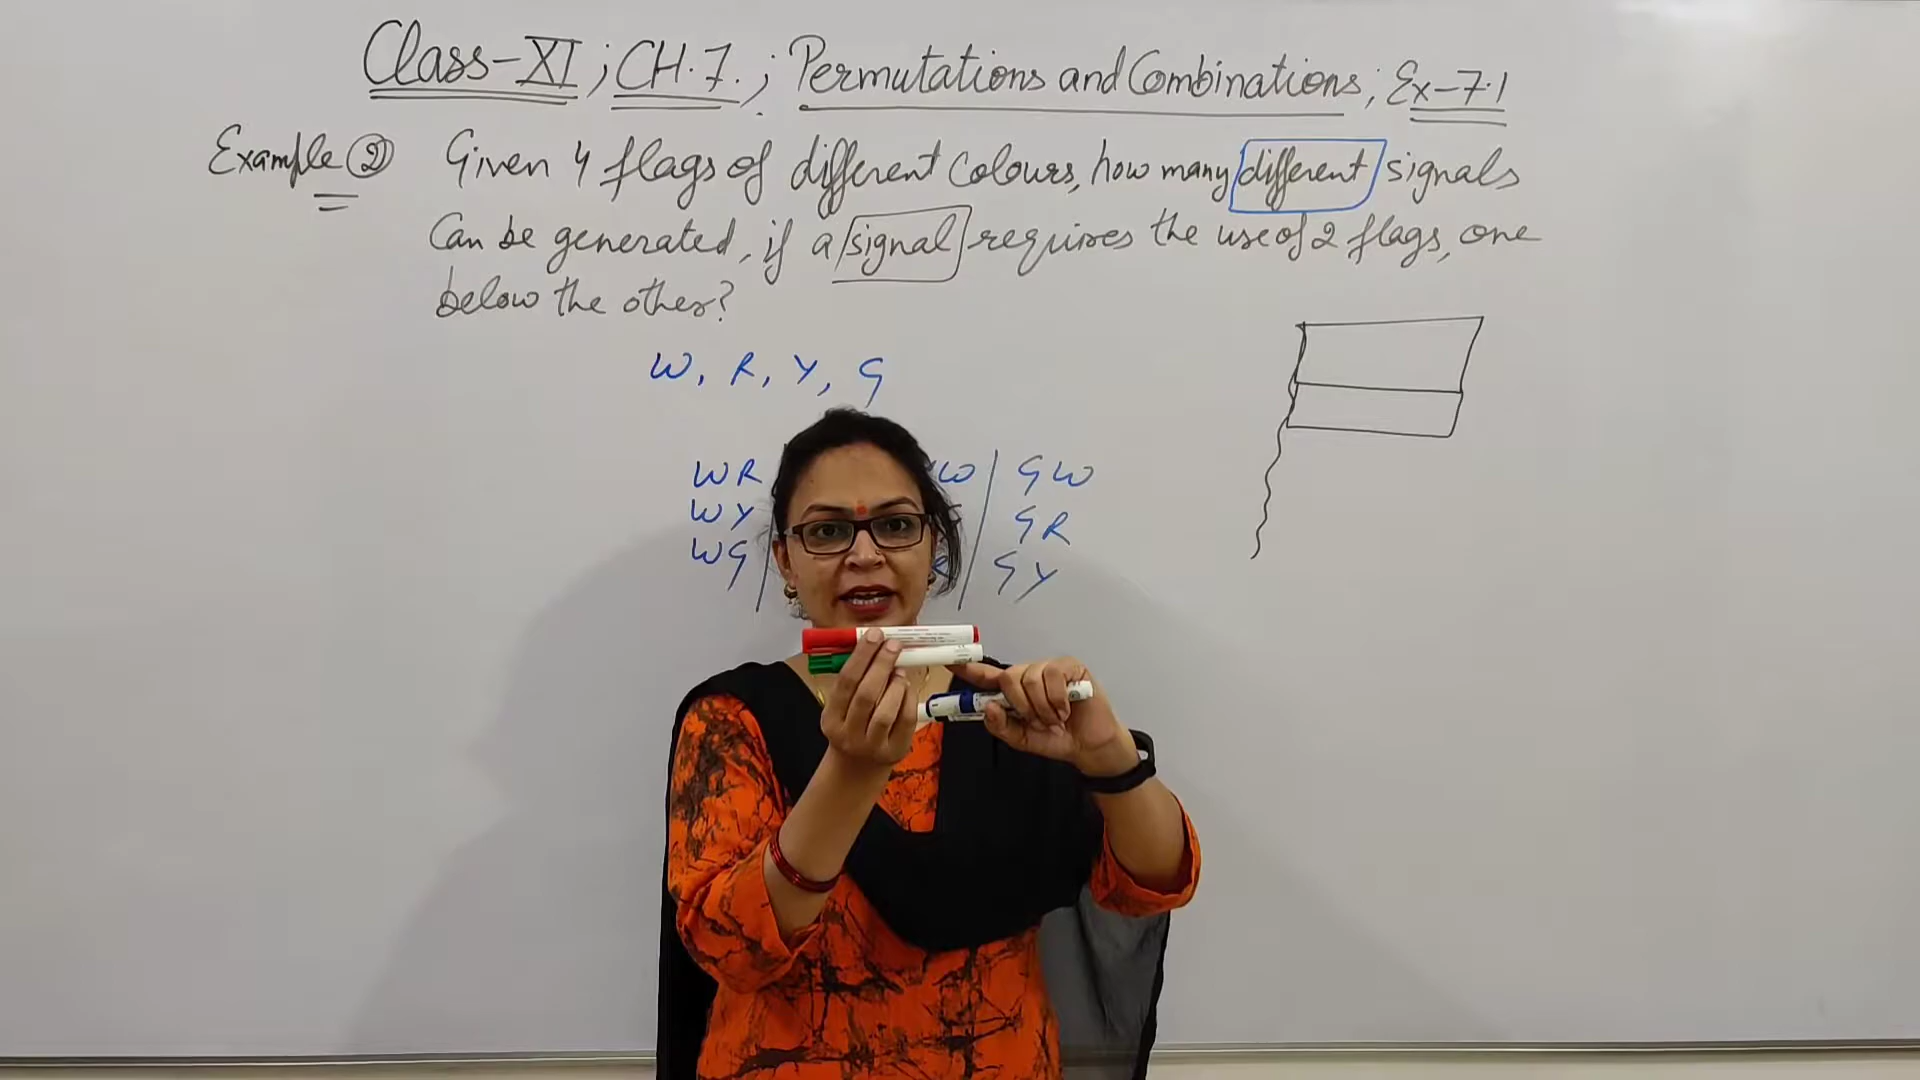 Class-XI; CH.7.; Permutations and Combinations; Ex-7.1
Example ② Given 4 flags of different colours, how many different signals
Can be generated, if a signal requires the use of 2 flags, one
below the other?
W, R, Y, G
WR W GW
WY GR
WG GY